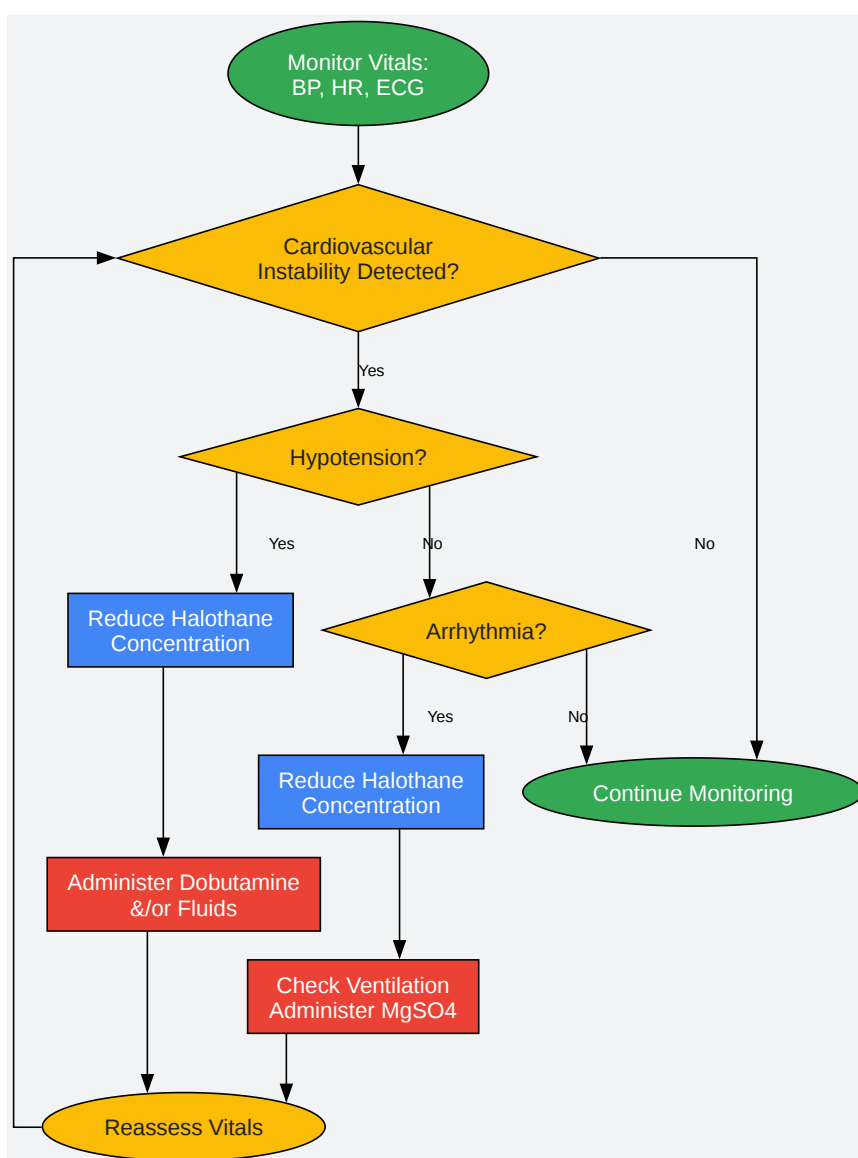 Monitor Vitals:
BP, HR, ECG
Cardiovascular
Instability Detected?
Yes
Hypotension?
Yes
No
No
Reduce Halothane
Concentration
Arrhythmia?
Yes
No
Reduce Halothane
Concentration
Continue Monitoring
Administer Dobutamine
&/or Fluids
Check Ventilation
Administer MgSO4
Reassess Vitals